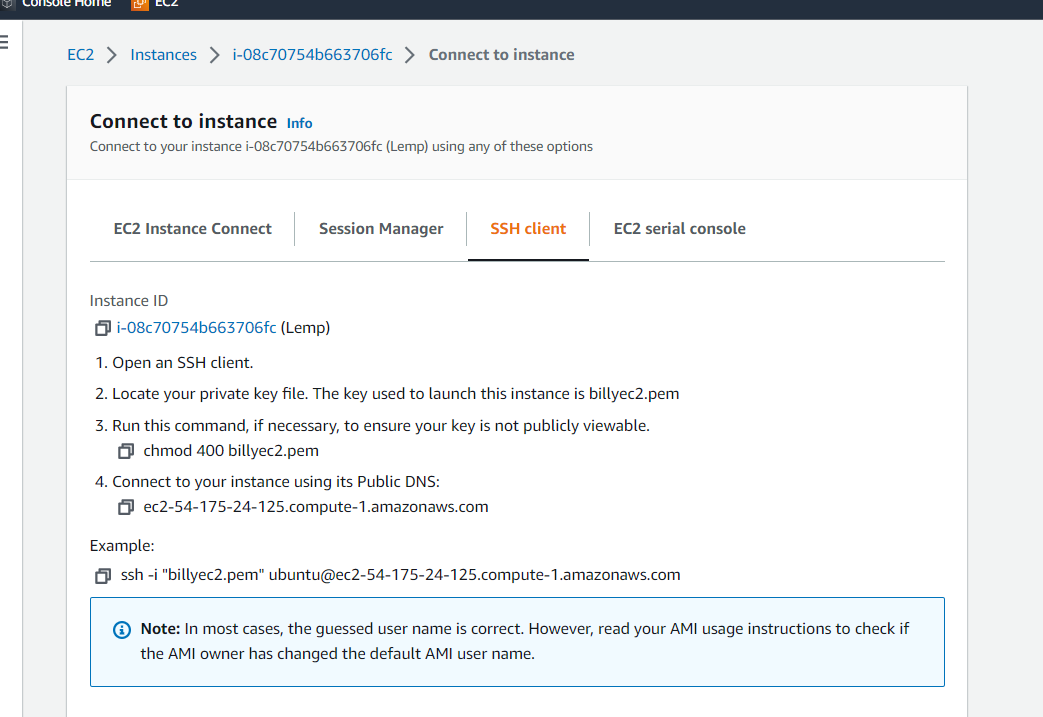 Console Home EC2
EC2 > Instances > i-08c70754b663706fc > Connect to instance
Connect to instance Info
Connect to your instance i-08c70754b663706fc (Lemp) using any of these options
EC2 Instance Connect Session Manager SSH client EC2 serial console
Instance ID
i-08c70754b663706fc (Lemp)
1. Open an SSH client.
2. Locate your private key file. The key used to launch this instance is billyec2.pem
3. Run this command, if necessary, to ensure your key is not publicly viewable.
chmod 400 billyec2.pem
4. Connect to your instance using its Public DNS:
ec2-54-175-24-125.compute-1.amazonaws.com
Example:
ssh -i "billyec2.pem" ubuntu@ec2-54-175-24-125.compute-1.amazonaws.com
Note: In most cases, the guessed user name is correct. However, read your AMI usage instructions to check if
the AMI owner has changed the default AMI user name.